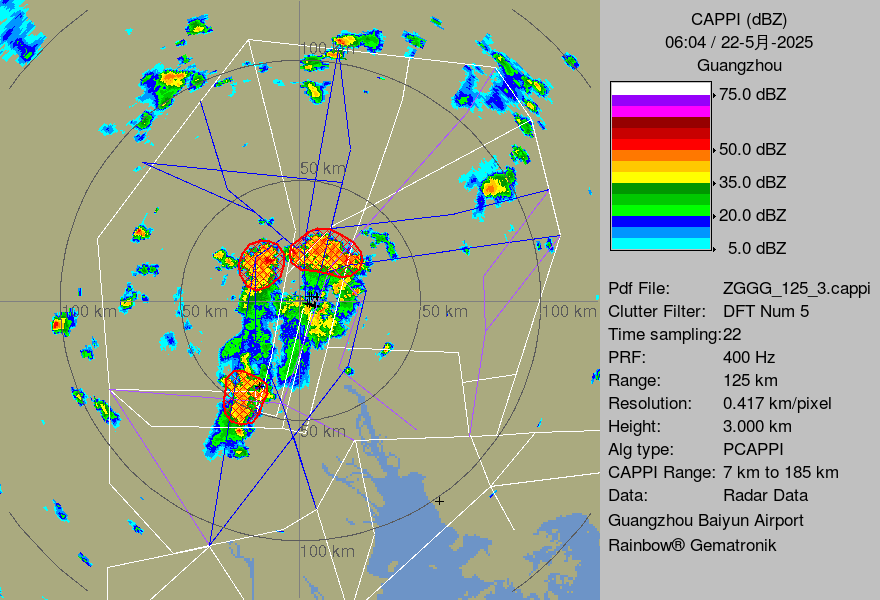 CAPPI (dBZ)
06:04 / 22-5月-2025
Guangzhou
75.0 dBZ
50.0 dBZ
35.0 dBZ
20.0 dBZ
5.0 dBZ
Pdf File: ZGGG_125_3.cappi
Clutter Filter: DFT Num 5
Time sampling:22
PRF: 400 Hz
Range: 125 km
Resolution: 0.417 km/pixel
Height: 3.000 km
Alg type: PCAPPI
CAPPI Range: 7 km to 185 km
Data: Radar Data
Guangzhou Baiyun Airport
Rainbow® Gematronik
100 km
50 km
100 km
50 km
50 km
100 km
50 km
100 km